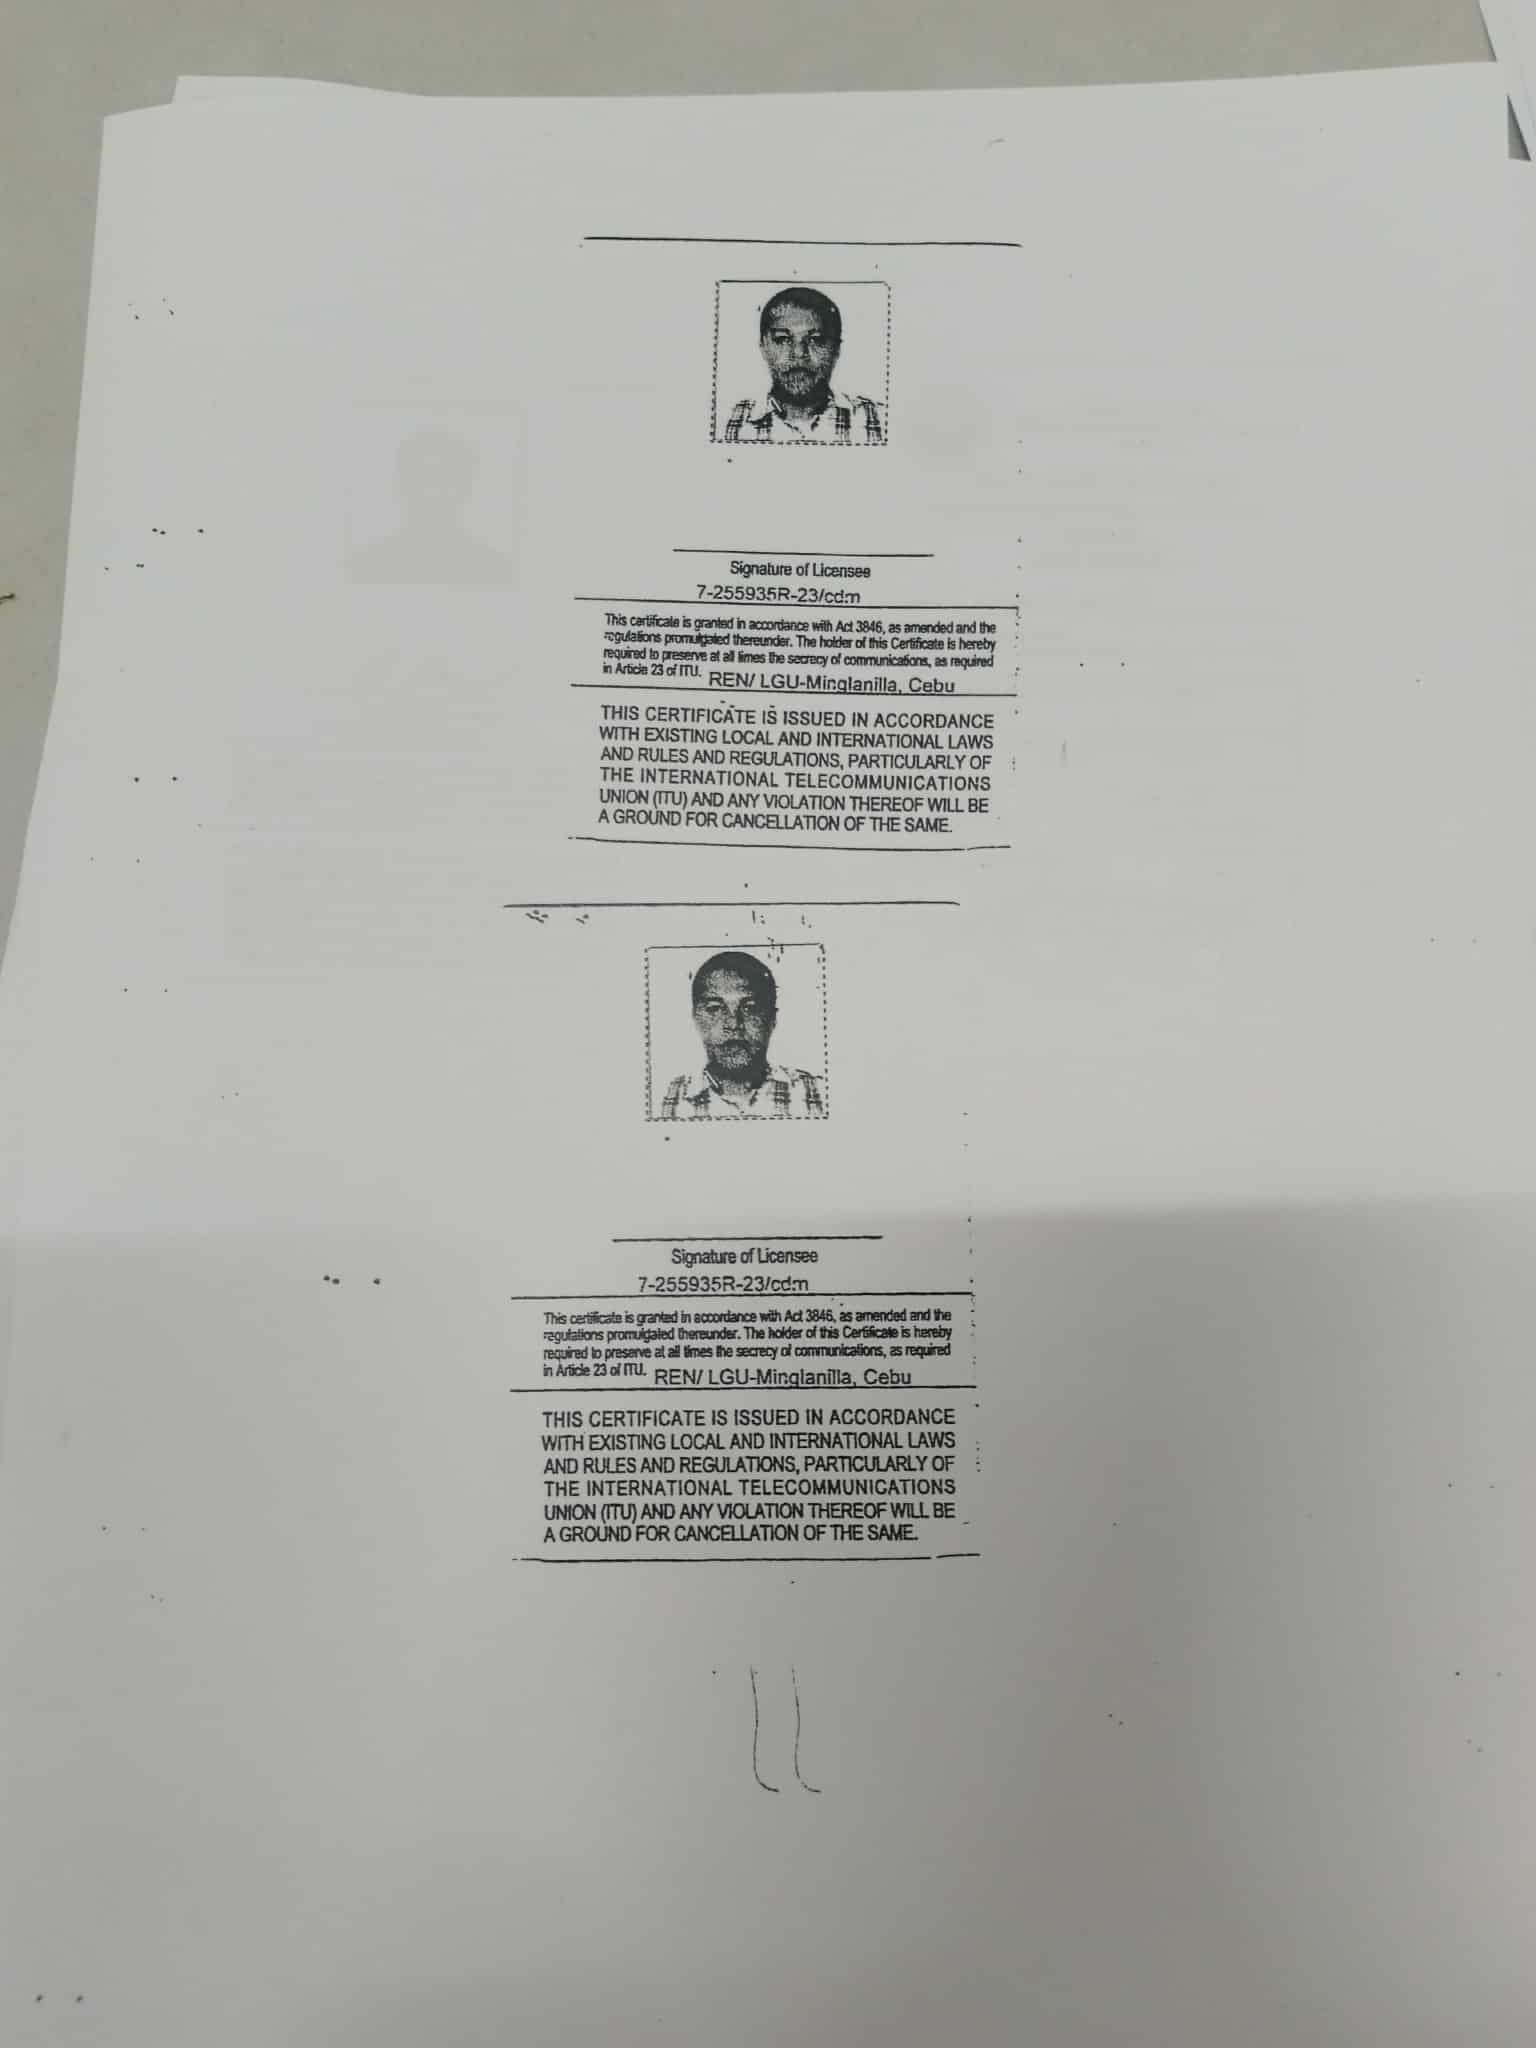 Signature of Licensee
7-255935R-23/cdm
This certificate is granted in accordance with Act 3846, as amended and the
regulations promulgated thereunder. The holder of this Certificate is hereby
required to preserve at all times the secrecy of communications, as required
in Article 23 of ITU. REN/ LGU-Minglanilla, Cebu
THIS CERTIFICATE IS ISSUED IN ACCORDANCE
WITH EXISTING LOCAL AND INTERNATIONAL LAWS
AND RULES AND REGULATIONS, PARTICULARLY OF
THE INTERNATIONAL TELECOMMUNICATIONS
UNION (ITU) AND ANY VIOLATION THEREOF WILL BE
A GROUND FOR CANCELLATION OF THE SAME.
Signature of Licensee
7-255935R-23/cdm
This certificate is granted in accordance with Act 3846, as amended and the
regulations promulgated thereunder. The holder of this Certificate is hereby
required to preserve at all times the secrecy of communications, as required
in Article 23 of ITU. REN/ LGU-Minglanilla, Cebu
THIS CERTIFICATE IS ISSUED IN ACCORDANCE
WITH EXISTING LOCAL AND INTERNATIONAL LAWS
AND RULES AND REGULATIONS, PARTICULARLY OF
THE INTERNATIONAL TELECOMMUNICATIONS
UNION (ITU) AND ANY VIOLATION THEREOF WILL BE
A GROUND FOR CANCELLATION OF THE SAME.